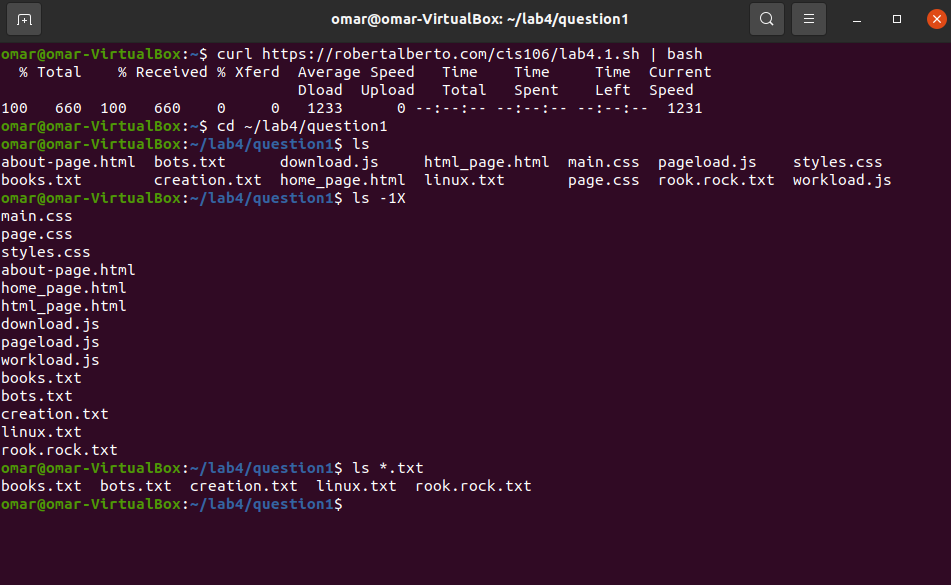 omar@omar-VirtualBox: ~/lab4/question1
omar@omar-VirtualBox:~$ curl https://robertalberto.com/cis106/lab4.1.sh | bash
  % Total    % Received % Xferd  Average Speed   Time    Time     Time  Current
                                 Dload  Upload   Total   Spent    Left  Speed
100   660  100   660    0     0   1233      0 --:--:-- --:--:-- --:--:--  1231
omar@omar-VirtualBox:~$ cd ~/lab4/question1
omar@omar-VirtualBox:~/lab4/question1$ ls
about-page.html  bots.txt      download.js     html_page.html  main.css  pageload.js    styles.css
books.txt        creation.txt  home_page.html  linux.txt       page.css  rook.rock.txt  workload.js
omar@omar-VirtualBox:~/lab4/question1$ ls -1X
main.css
page.css
styles.css
about-page.html
home_page.html
html_page.html
download.js
pageload.js
workload.js
books.txt
bots.txt
creation.txt
linux.txt
rook.rock.txt
omar@omar-VirtualBox:~/lab4/question1$ ls *.txt
books.txt  bots.txt  creation.txt  linux.txt  rook.rock.txt
omar@omar-VirtualBox:~/lab4/question1$